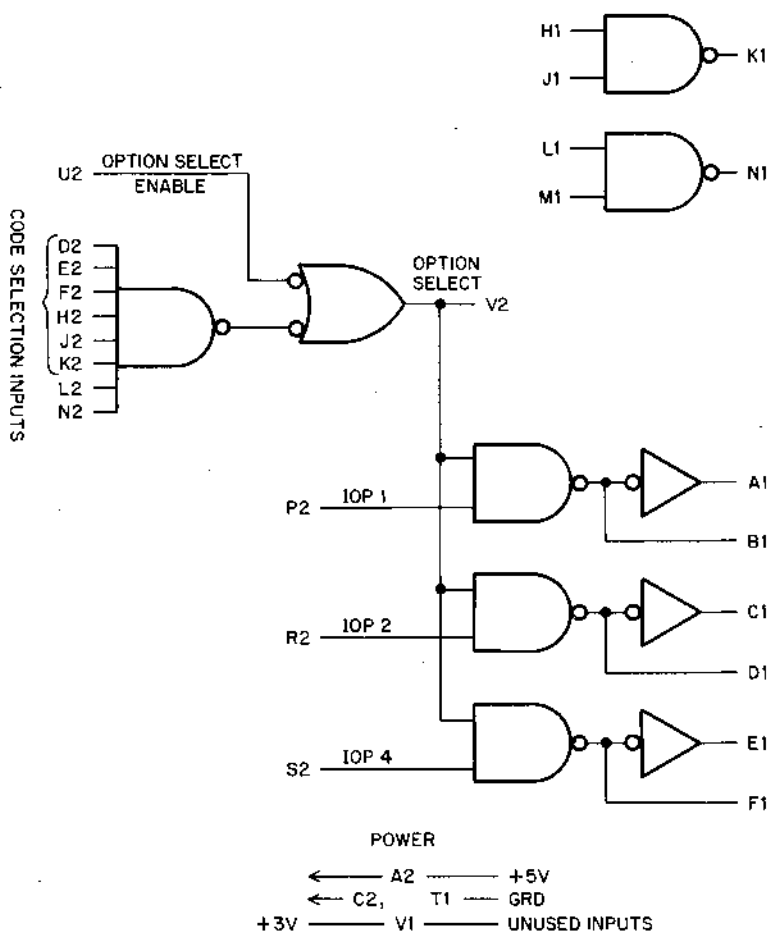 H1
K1
J1
L1
N1
M1
U2
OPTION SELECT
ENABLE
CODE SELECTION INPUTS
D2
E2
F2
H2
J2
K2
L2
N2
OPTION
SELECT
V2
P2
IOP 1
A1
B1
R2
IOP 2
C1
D1
S2
IOP 4
E1
F1
POWER
A2 +5V
C2, T1 GRD
+3V V1 UNUSED INPUTS